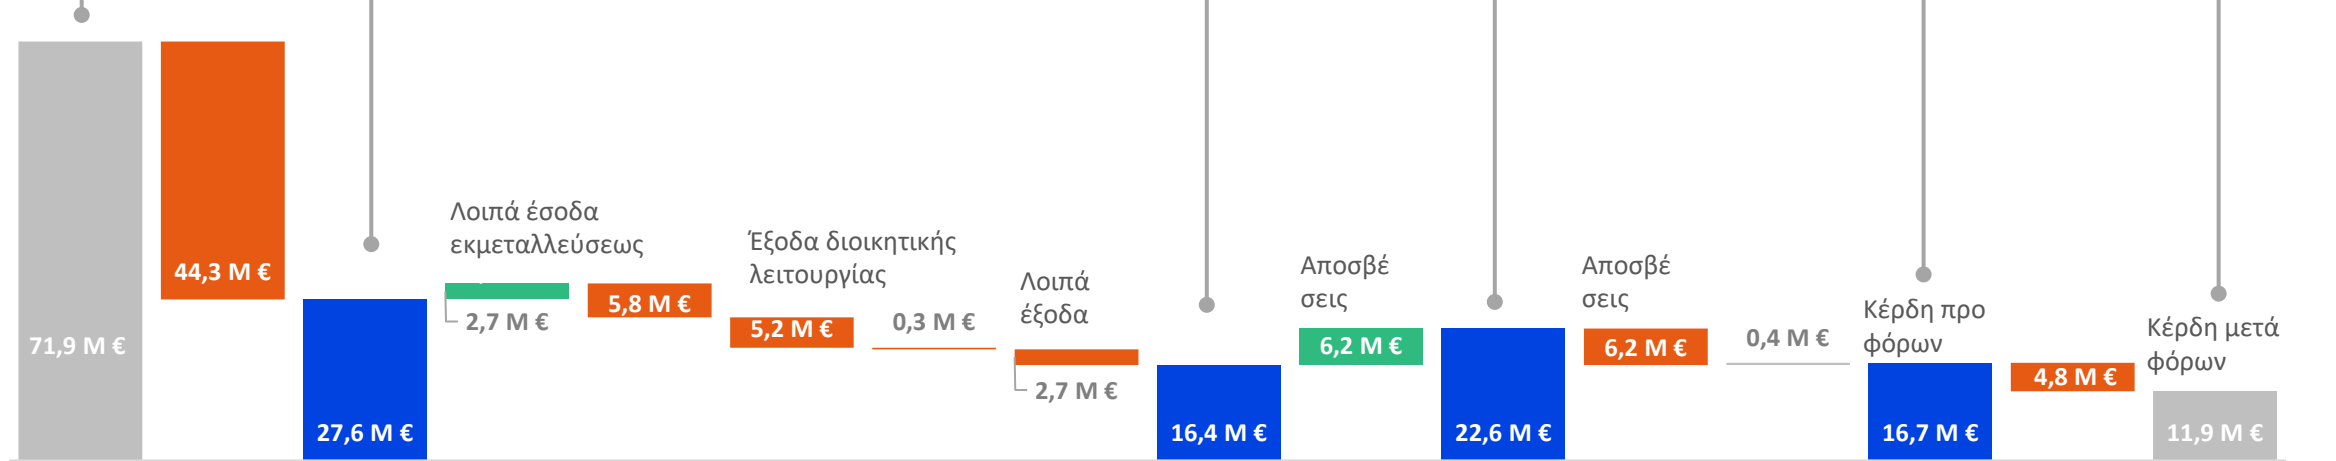 71,9 M €
44,3 M €
27,6 M €
Λοιπά έσοδα
εκμεταλλεύσεως
2,7 M €
5,8 M €
Έξοδα διοικητικής
λειτουργίας
5,2 M €
0,3 M €
Λοιπά
έξοδα
2,7 M €
16,4 M €
Αποσβέ
σεις
6,2 M €
22,6 M €
Αποσβέ
σεις
6,2 M €
0,4 M €
Κέρδη προ
φόρων
16,7 M €
4,8 M €
Κέρδη μετά
φόρων
11,9 M €